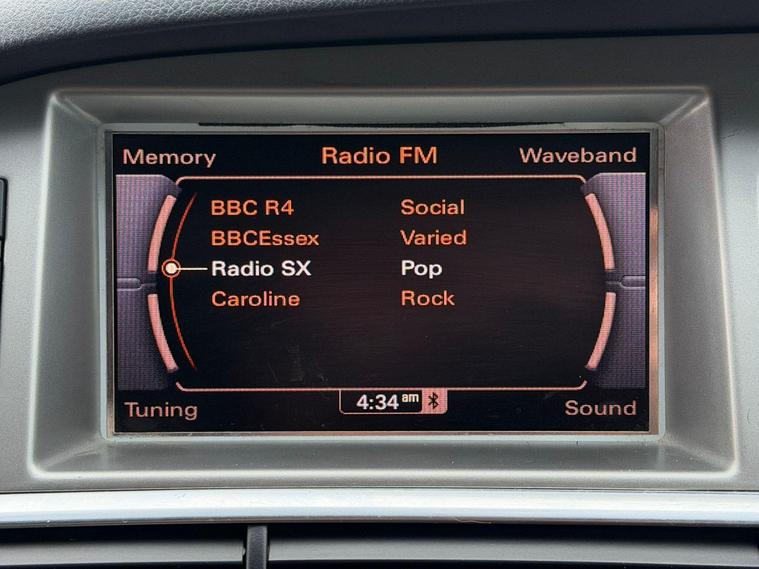 Memory Radio FM Waveband
BBC R4 Social
BBCEssex Varied
Radio SX Pop
Caroline Rock
Tuning 4:34 am Sound